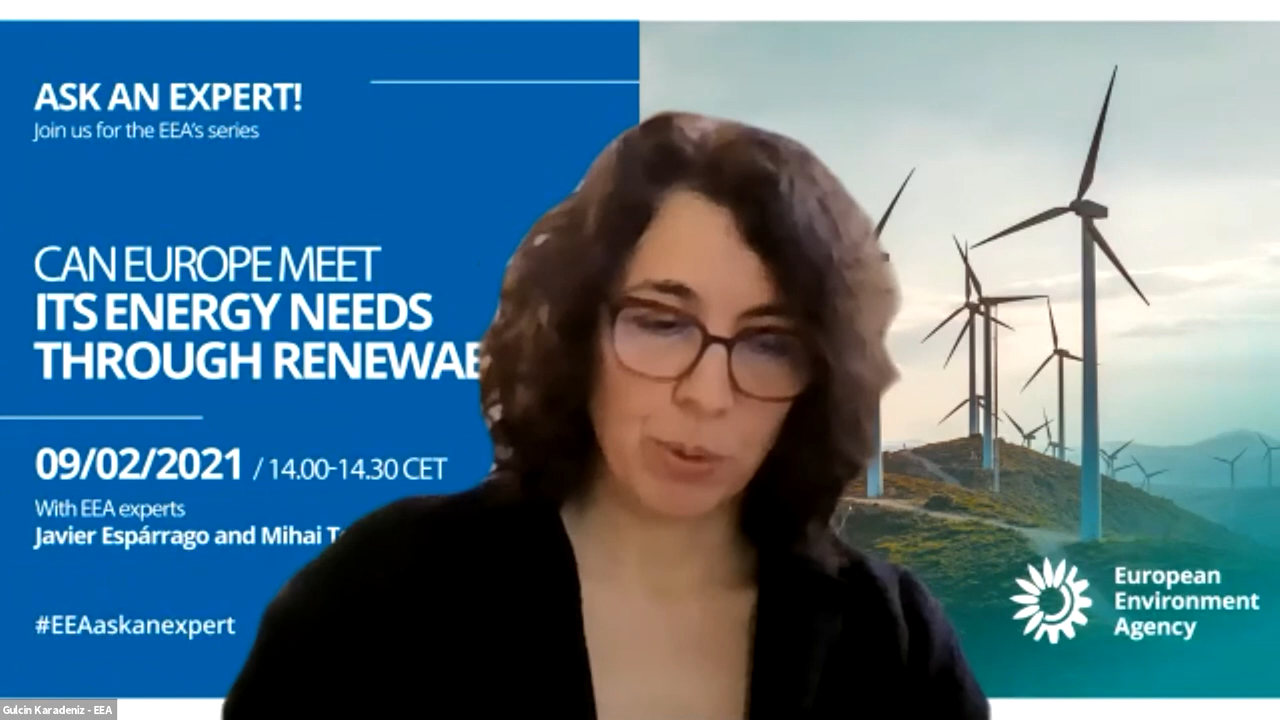 ASK AN EXPERT!
Join us for the EEA's series
CAN EUROPE MEET
ITS ENERGY NEEDS
THROUGH
09/02/2021 / 14.00-14.30 CET
With EEA experts
Javier Espárrago and Mihai
#EEAaskanexpert
European
Environment
Agency
Gulcin Karadeniz - EEA